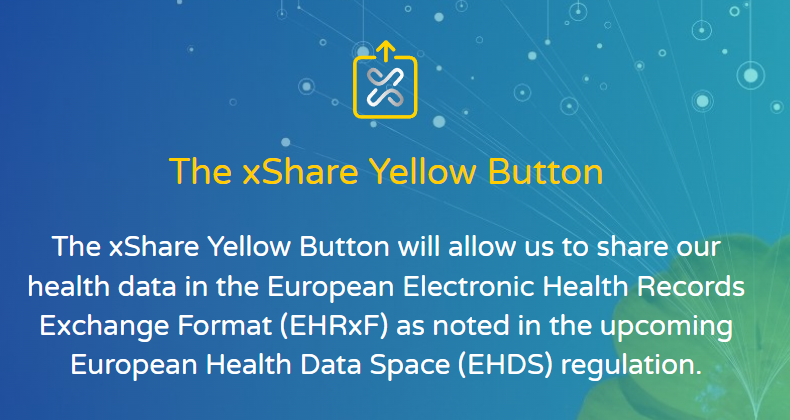 The xShare Yellow Button
The xShare Yellow Button will allow us to share our
health data in the European Electronic Health Records
Exchange Format (EHRxF) as noted in the upcoming
European Health Data Space (EHDS) regulation.